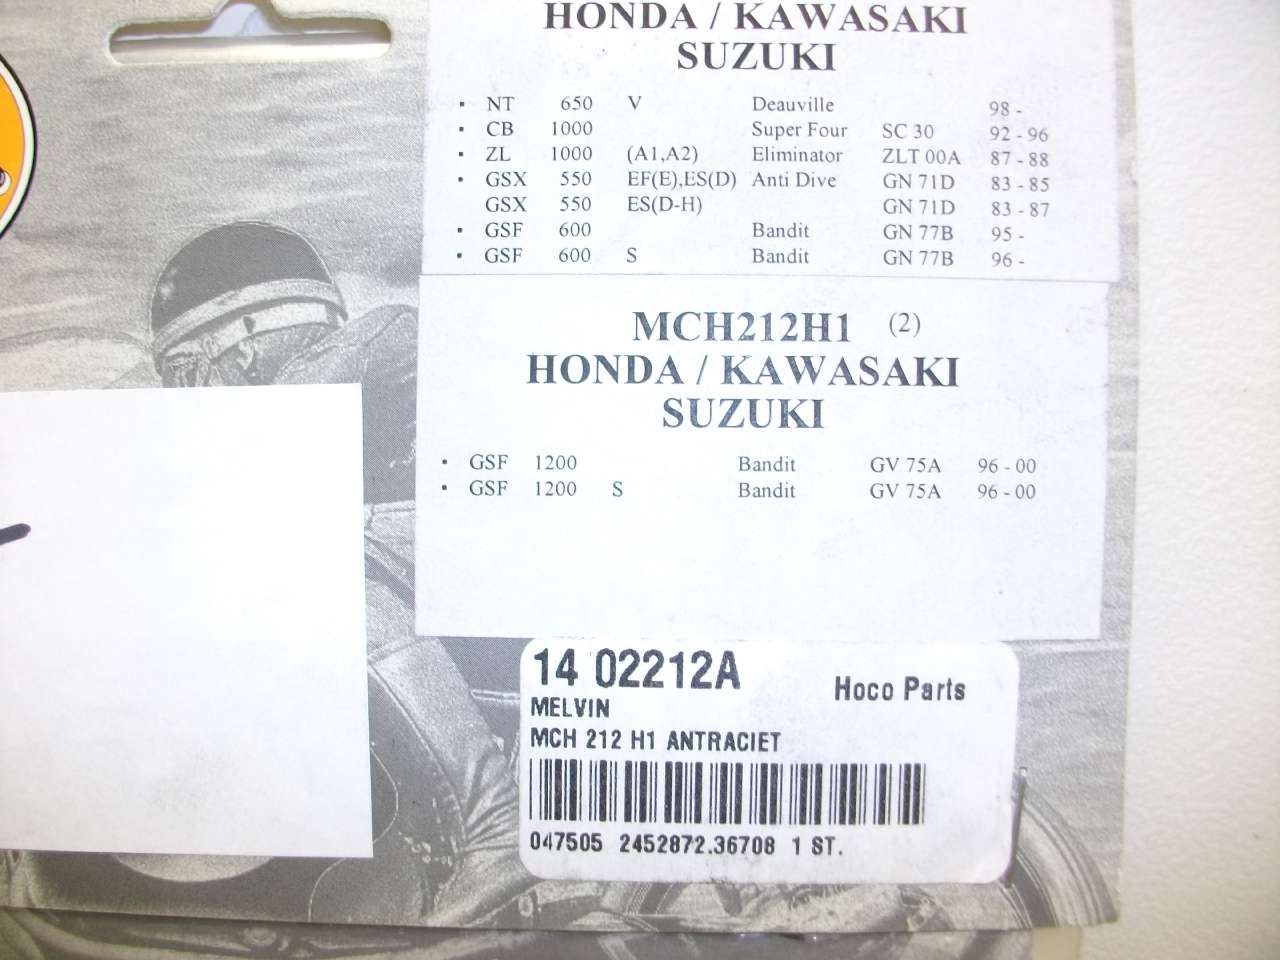 HONDA / KAWASAKI
SUZUKI
▪ NT 650 V Deauville 98 -
▪ CB 1000 Super Four SC 30 92 - 96
▪ ZL 1000 (A1,A2) Eliminator ZLT 00A 87 - 88
▪ GSX 550 EF(E),ES(D) Anti Dive GN 71D 83 - 85
GSX 550 ES(D-H) GN 71D 83 - 87
▪ GSF 600 Bandit GN 77B 95 -
▪ GSF 600 S Bandit GN 77B 96 -
MCH212H1 (2)
HONDA / KAWASAKI
SUZUKI
▪ GSF 1200 Bandit GV 75A 96 - 00
▪ GSF 1200 S Bandit GV 75A 96 - 00
14 02212A Hoco Parts
MELVIN
MCH 212 H1 ANTRACIET
047505 2452872.36708 1 ST.